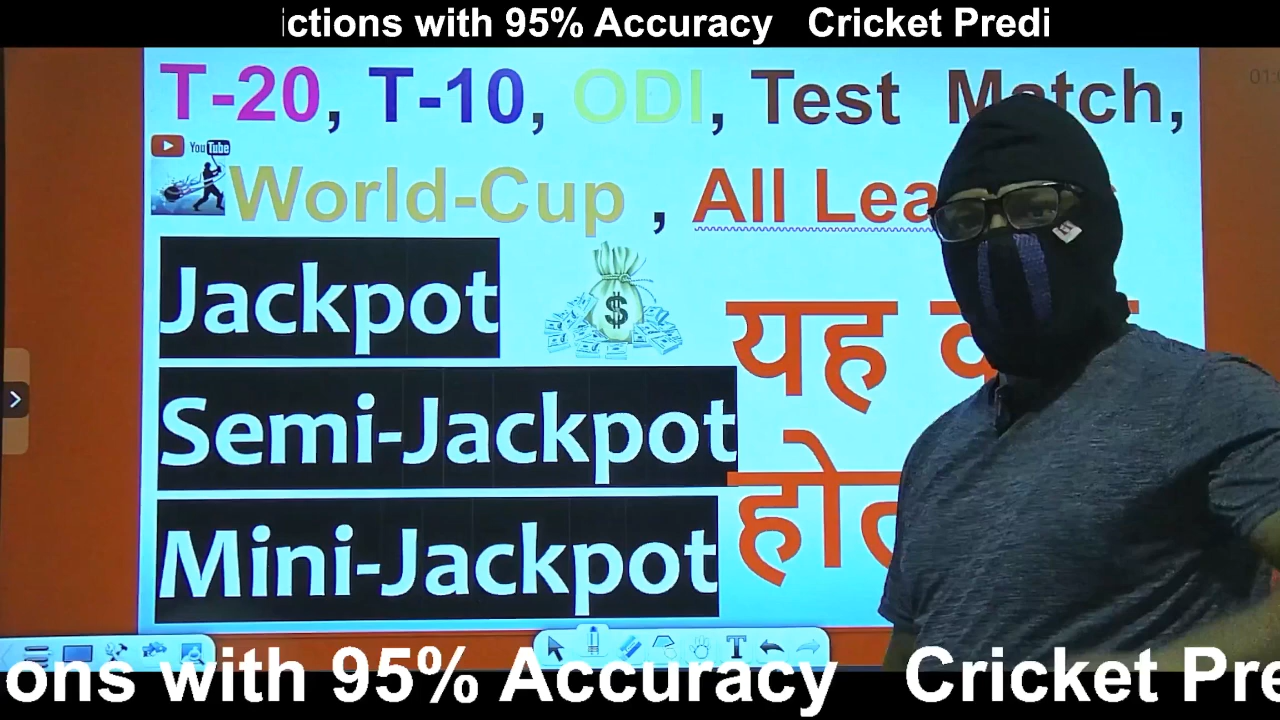 ictions with 95% Accuracy Cricket Predi
T-20, T-10, ODI, Test Match,
YouTube
World-Cup , All Lea
Jackpot
$
यह
Semi-Jackpot
Mini-Jackpot
T
ons with 95% Accuracy Cricket Pre